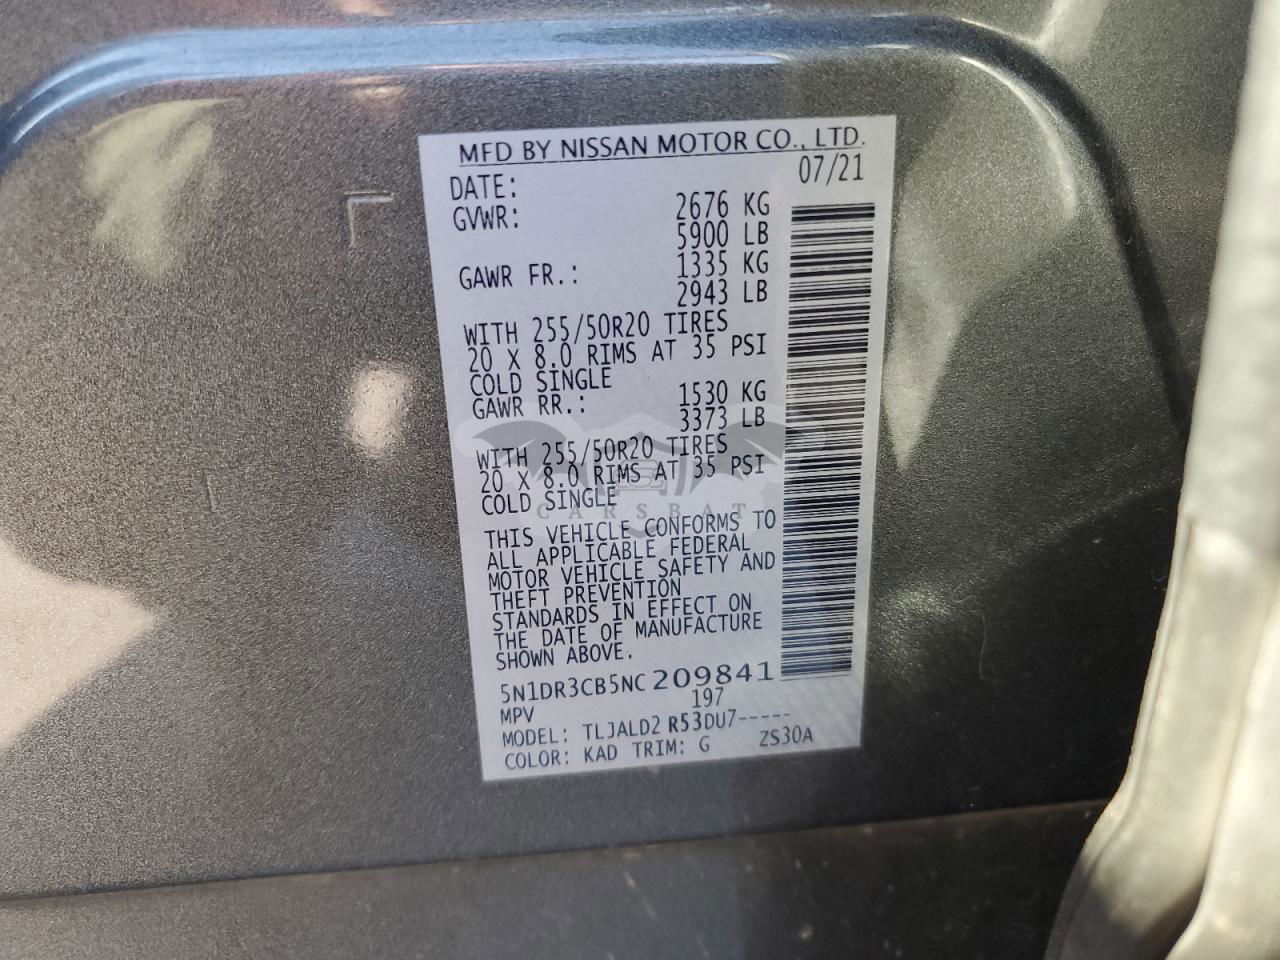 MFD BY NISSAN MOTOR CO., LTD.
DATE: 07/21
GVWR: 2676 KG
5900 LB
GAWR FR.: 1335 KG
2943 LB
WITH 255/50R20 TIRES
20 X 8.0 RIMS AT 35 PSI
COLD SINGLE
GAWR RR.: 1530 KG
3373 LB
WITH 255/50R20 TIRES
20 X 8.0 RIMS AT 35 PSI
COLD SINGLE
CARSBAT
THIS VEHICLE CONFORMS TO
ALL APPLICABLE FEDERAL
MOTOR VEHICLE SAFETY AND
THEFT PREVENTION
STANDARDS IN EFFECT ON
THE DATE OF MANUFACTURE
SHOWN ABOVE.
5N1DR3CB5NC209841
MPV 197
MODEL: TLJALD2 R53DU7-----
COLOR: KAD TRIM: G ZS30A